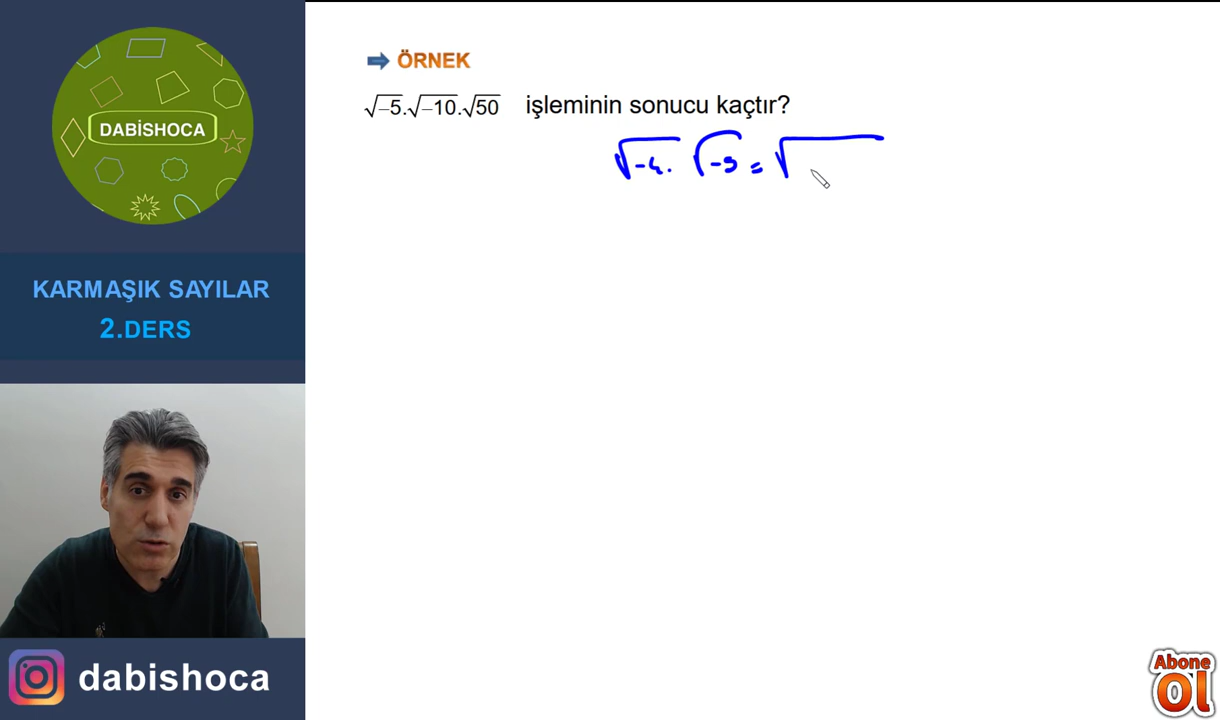 DABİSHOCA
KARMAŞIK SAYILAR
2.DERS
dabishoca
ÖRNEK
√–5.√–10.√50 işleminin sonucu kaçtır?
√-4. √-9 = √
Abone
Ol